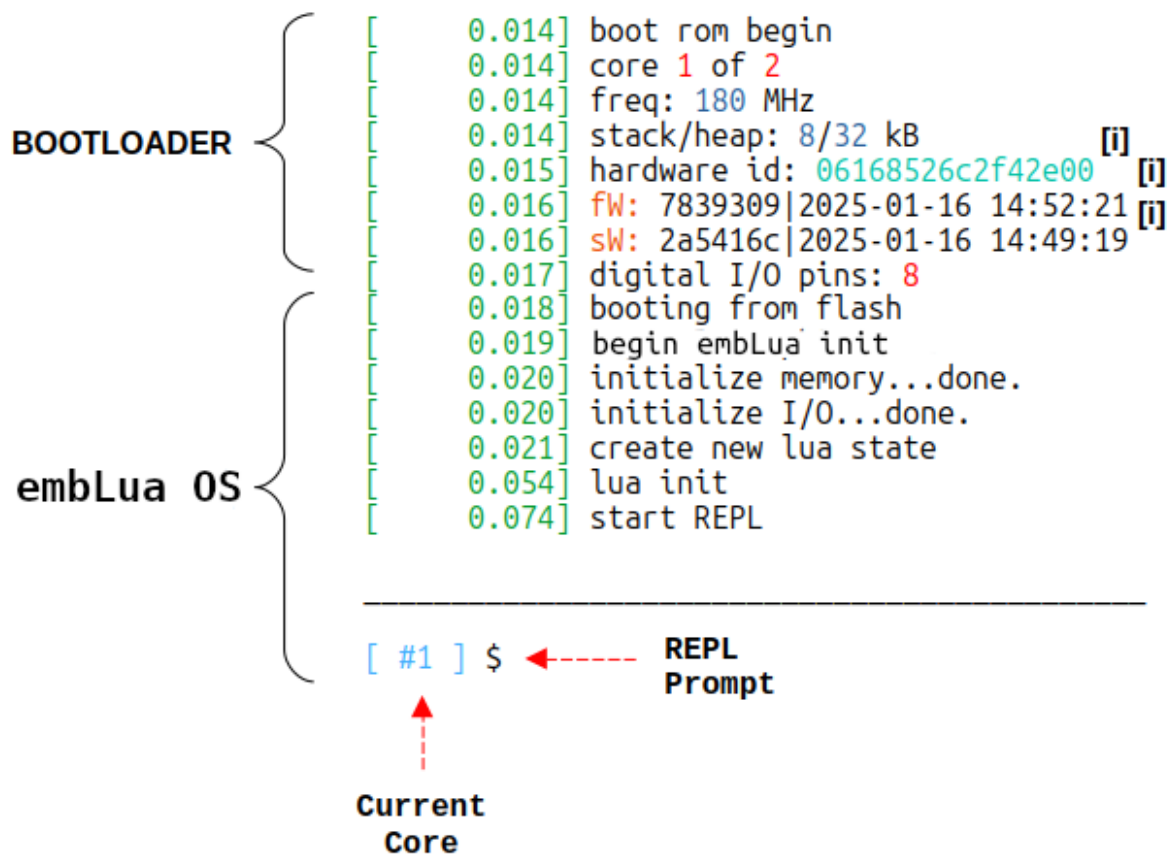 [      0.014] boot rom begin
[      0.014] core 1 of 2
[      0.014] freq: 180 MHz
BOOTLOADER [      0.014] stack/heap: 8/32 kB [i]
[      0.015] hardware id: 06168526c2f42e00 [i]
[      0.016] fW: 7839309|2025-01-16 14:52:21 [i]
[      0.016] sW: 2a5416c|2025-01-16 14:49:19
[      0.017] digital I/O pins: 8
[      0.018] booting from flash
[      0.019] begin embLua init
[      0.020] initialize memory...done.
[      0.020] initialize I/O...done.
[      0.021] create new lua state
embLua OS [      0.054] lua init
[      0.074] start REPL
[ #1 ] $
REPL
Prompt
Current
Core